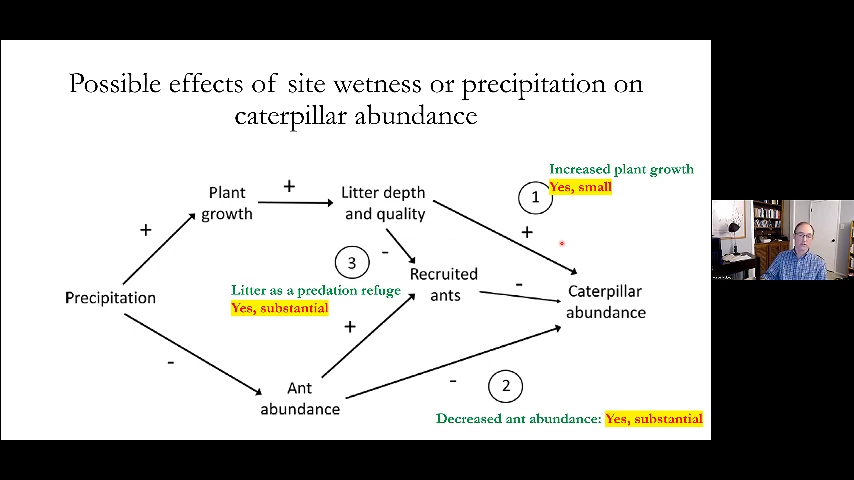 Possible effects of site wetness or precipitation on
caterpillar abundance
Increased plant growth
Yes, small
1
Plant
growth
+
Litter depth
and quality
+
+
3
-
Recruited
ants
-
Litter as a predation refuge
Yes, substantial
Precipitation
Caterpillar
abundance
+
-
Ant
abundance
-
2
Decreased ant abundance: Yes, substantial